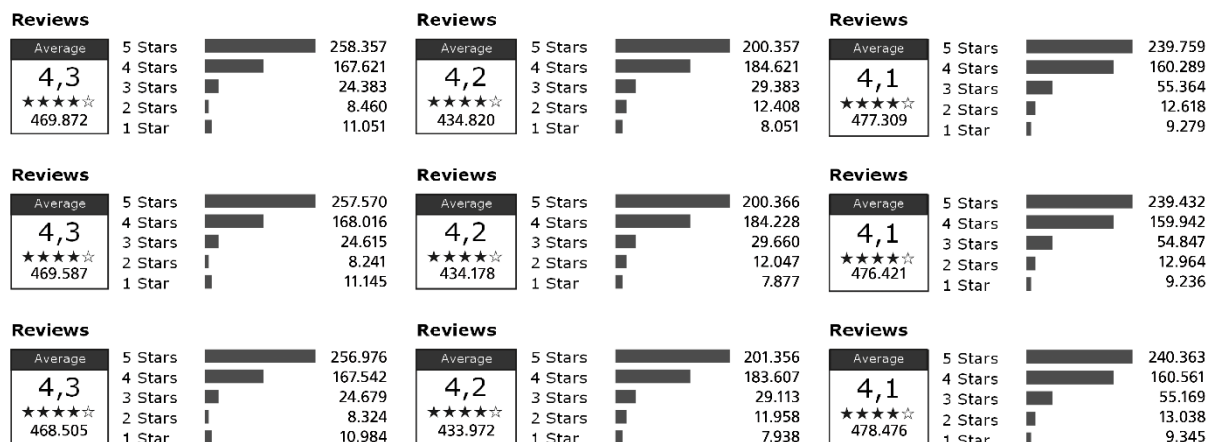 Reviews
Average
4,3
★★★★☆
469.872
5 Stars 258.357
4 Stars 167.621
3 Stars 24.383
2 Stars 8.460
1 Star 11.051
Reviews
Average
4,2
★★★★☆
434.820
5 Stars 200.357
4 Stars 184.621
3 Stars 29.383
2 Stars 12.408
1 Star 8.051
Reviews
Average
4,1
★★★★☆
477.309
5 Stars 239.759
4 Stars 160.289
3 Stars 55.364
2 Stars 12.618
1 Star 9.279
Reviews
Average
4,3
★★★★☆
469.587
5 Stars 257.570
4 Stars 168.016
3 Stars 24.615
2 Stars 8.241
1 Star 11.145
Reviews
Average
4,2
★★★★☆
434.178
5 Stars 200.366
4 Stars 184.228
3 Stars 29.660
2 Stars 12.047
1 Star 7.877
Reviews
Average
4,1
★★★★☆
476.421
5 Stars 239.432
4 Stars 159.942
3 Stars 54.847
2 Stars 12.964
1 Star 9.236
Reviews
Average
4,3
★★★★☆
468.505
5 Stars 256.976
4 Stars 167.542
3 Stars 24.679
2 Stars 8.324
1 Star 10.984
Reviews
Average
4,2
★★★★☆
433.972
5 Stars 201.356
4 Stars 183.607
3 Stars 29.113
2 Stars 11.958
1 Star 7.938
Reviews
Average
4,1
★★★★☆
478.476
5 Stars 240.363
4 Stars 160.561
3 Stars 55.169
2 Stars 13.038
1 Star 9.345